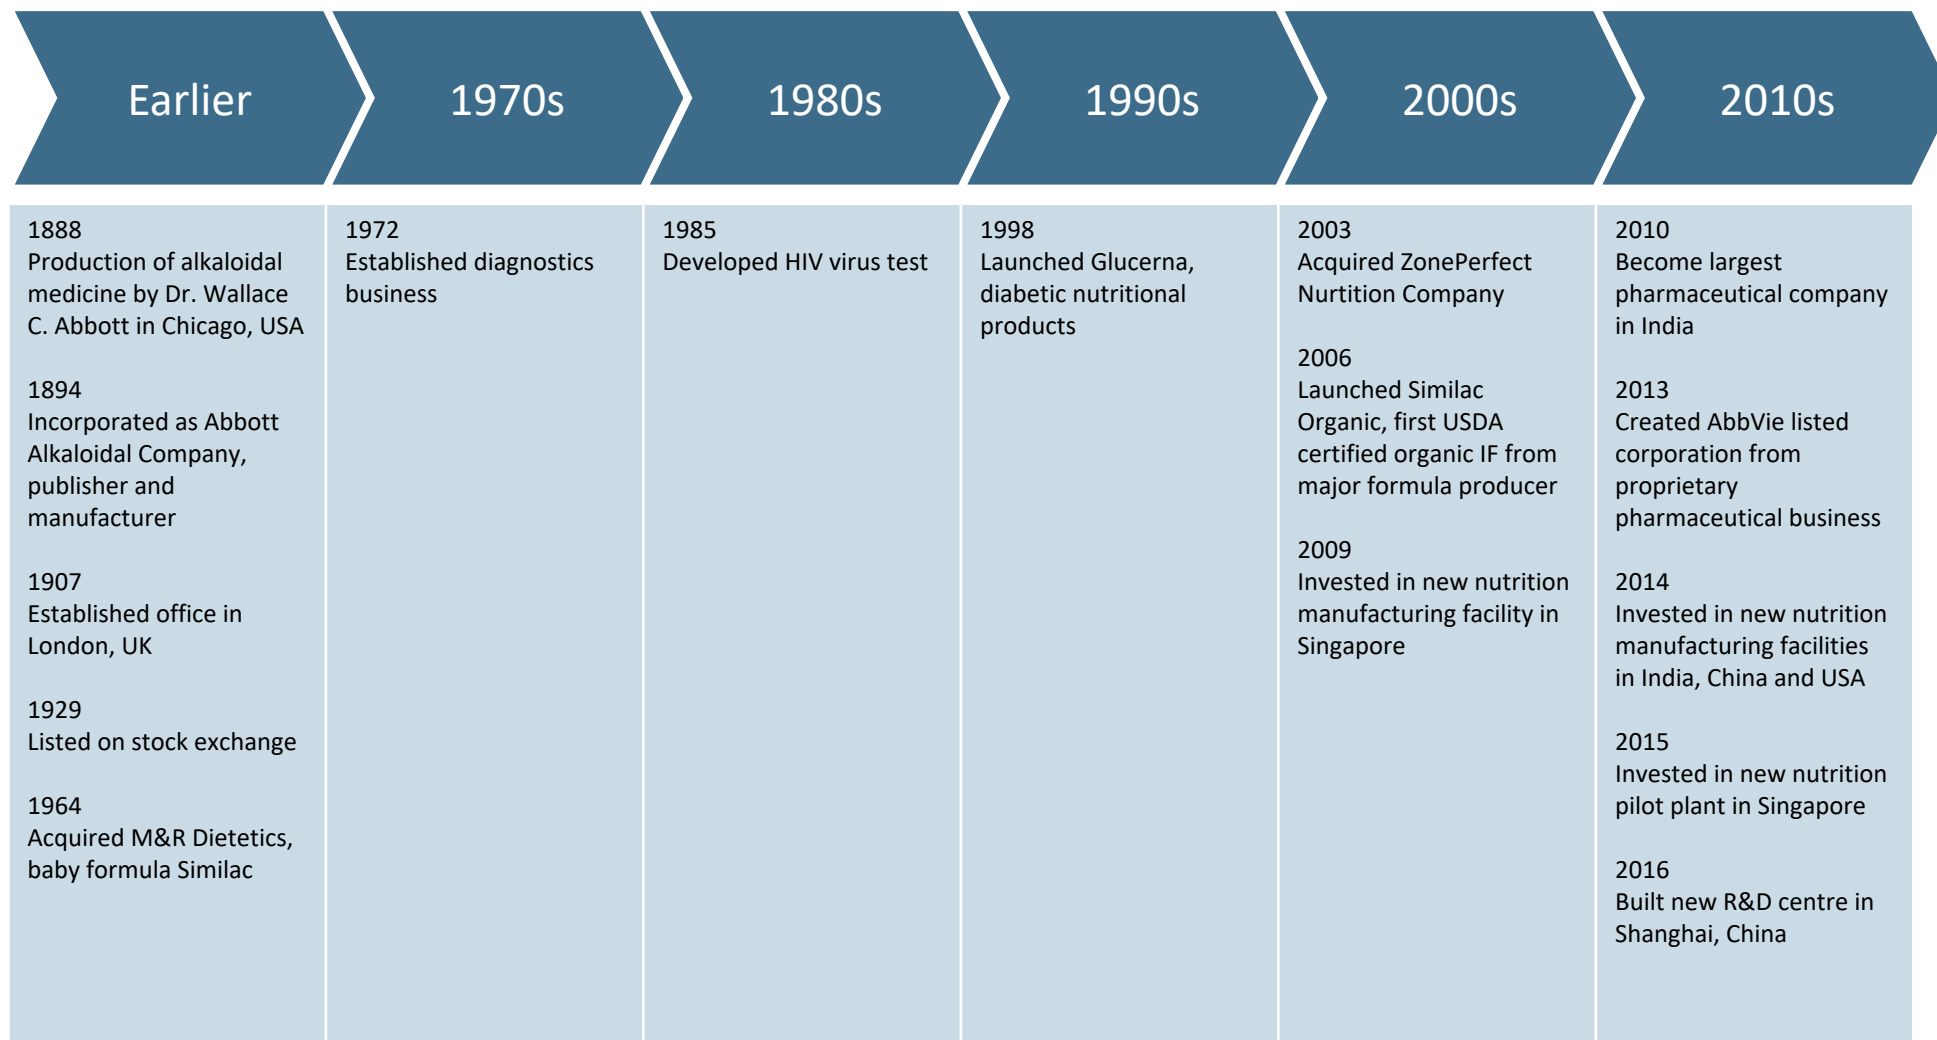 Earlier
1970s
1980s
1990s
2000s
2010s
1888
Production of alkaloidal
medicine by Dr. Wallace
C. Abbott in Chicago, USA
1894
Incorporated as Abbott
Alkaloidal Company,
publisher and
manufacturer
1907
Established office in
London, UK
1929
Listed on stock exchange
1964
Acquired M&R Dietetics,
baby formula Similac
1972
Established diagnostics
business
1985
Developed HIV virus test
1998
Launched Glucerna,
diabetic nutritional
products
2003
Acquired ZonePerfect
Nurtition Company
2006
Launched Similac
Organic, first USDA
certified organic IF from
major formula producer
2009
Invested in new nutrition
manufacturing facility in
Singapore
2010
Become largest
pharmaceutical company
in India
2013
Created AbbVie listed
corporation from
proprietary
pharmaceutical business
2014
Invested in new nutrition
manufacturing facilities
in India, China and USA
2015
Invested in new nutrition
pilot plant in Singapore
2016
Built new R&D centre in
Shanghai, China